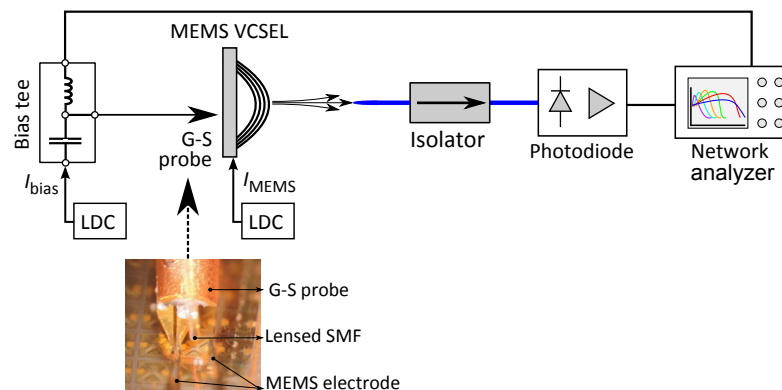 MEMS VCSEL
Bias tee
G-S
probe
Isolator
Photodiode
Network
analyzer
I_bias
I_MEMS
LDC
LDC
G-S probe
Lensed SMF
MEMS electrode